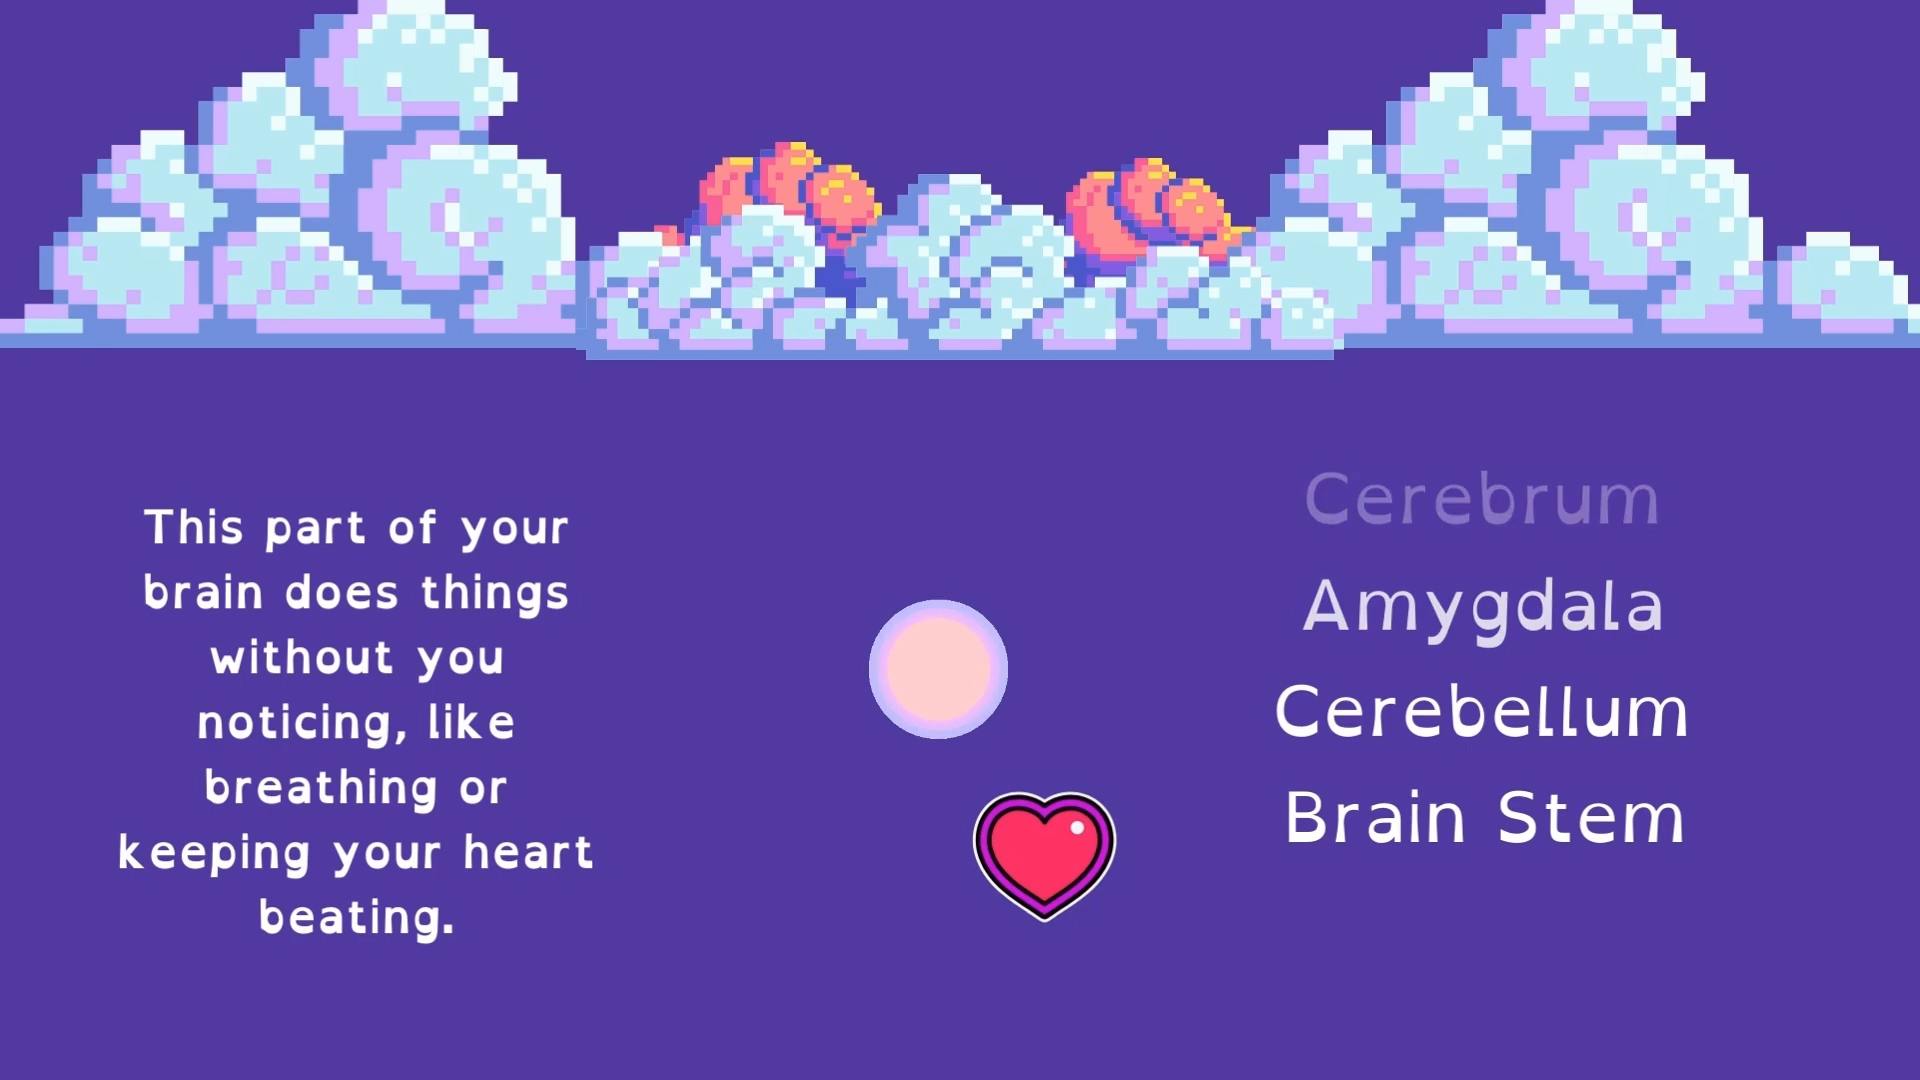 This part of your
brain does things
without you
noticing, like
breathing or
keeping your heart
beating.
Cerebrum
Amygdala
Cerebellum
Brain Stem